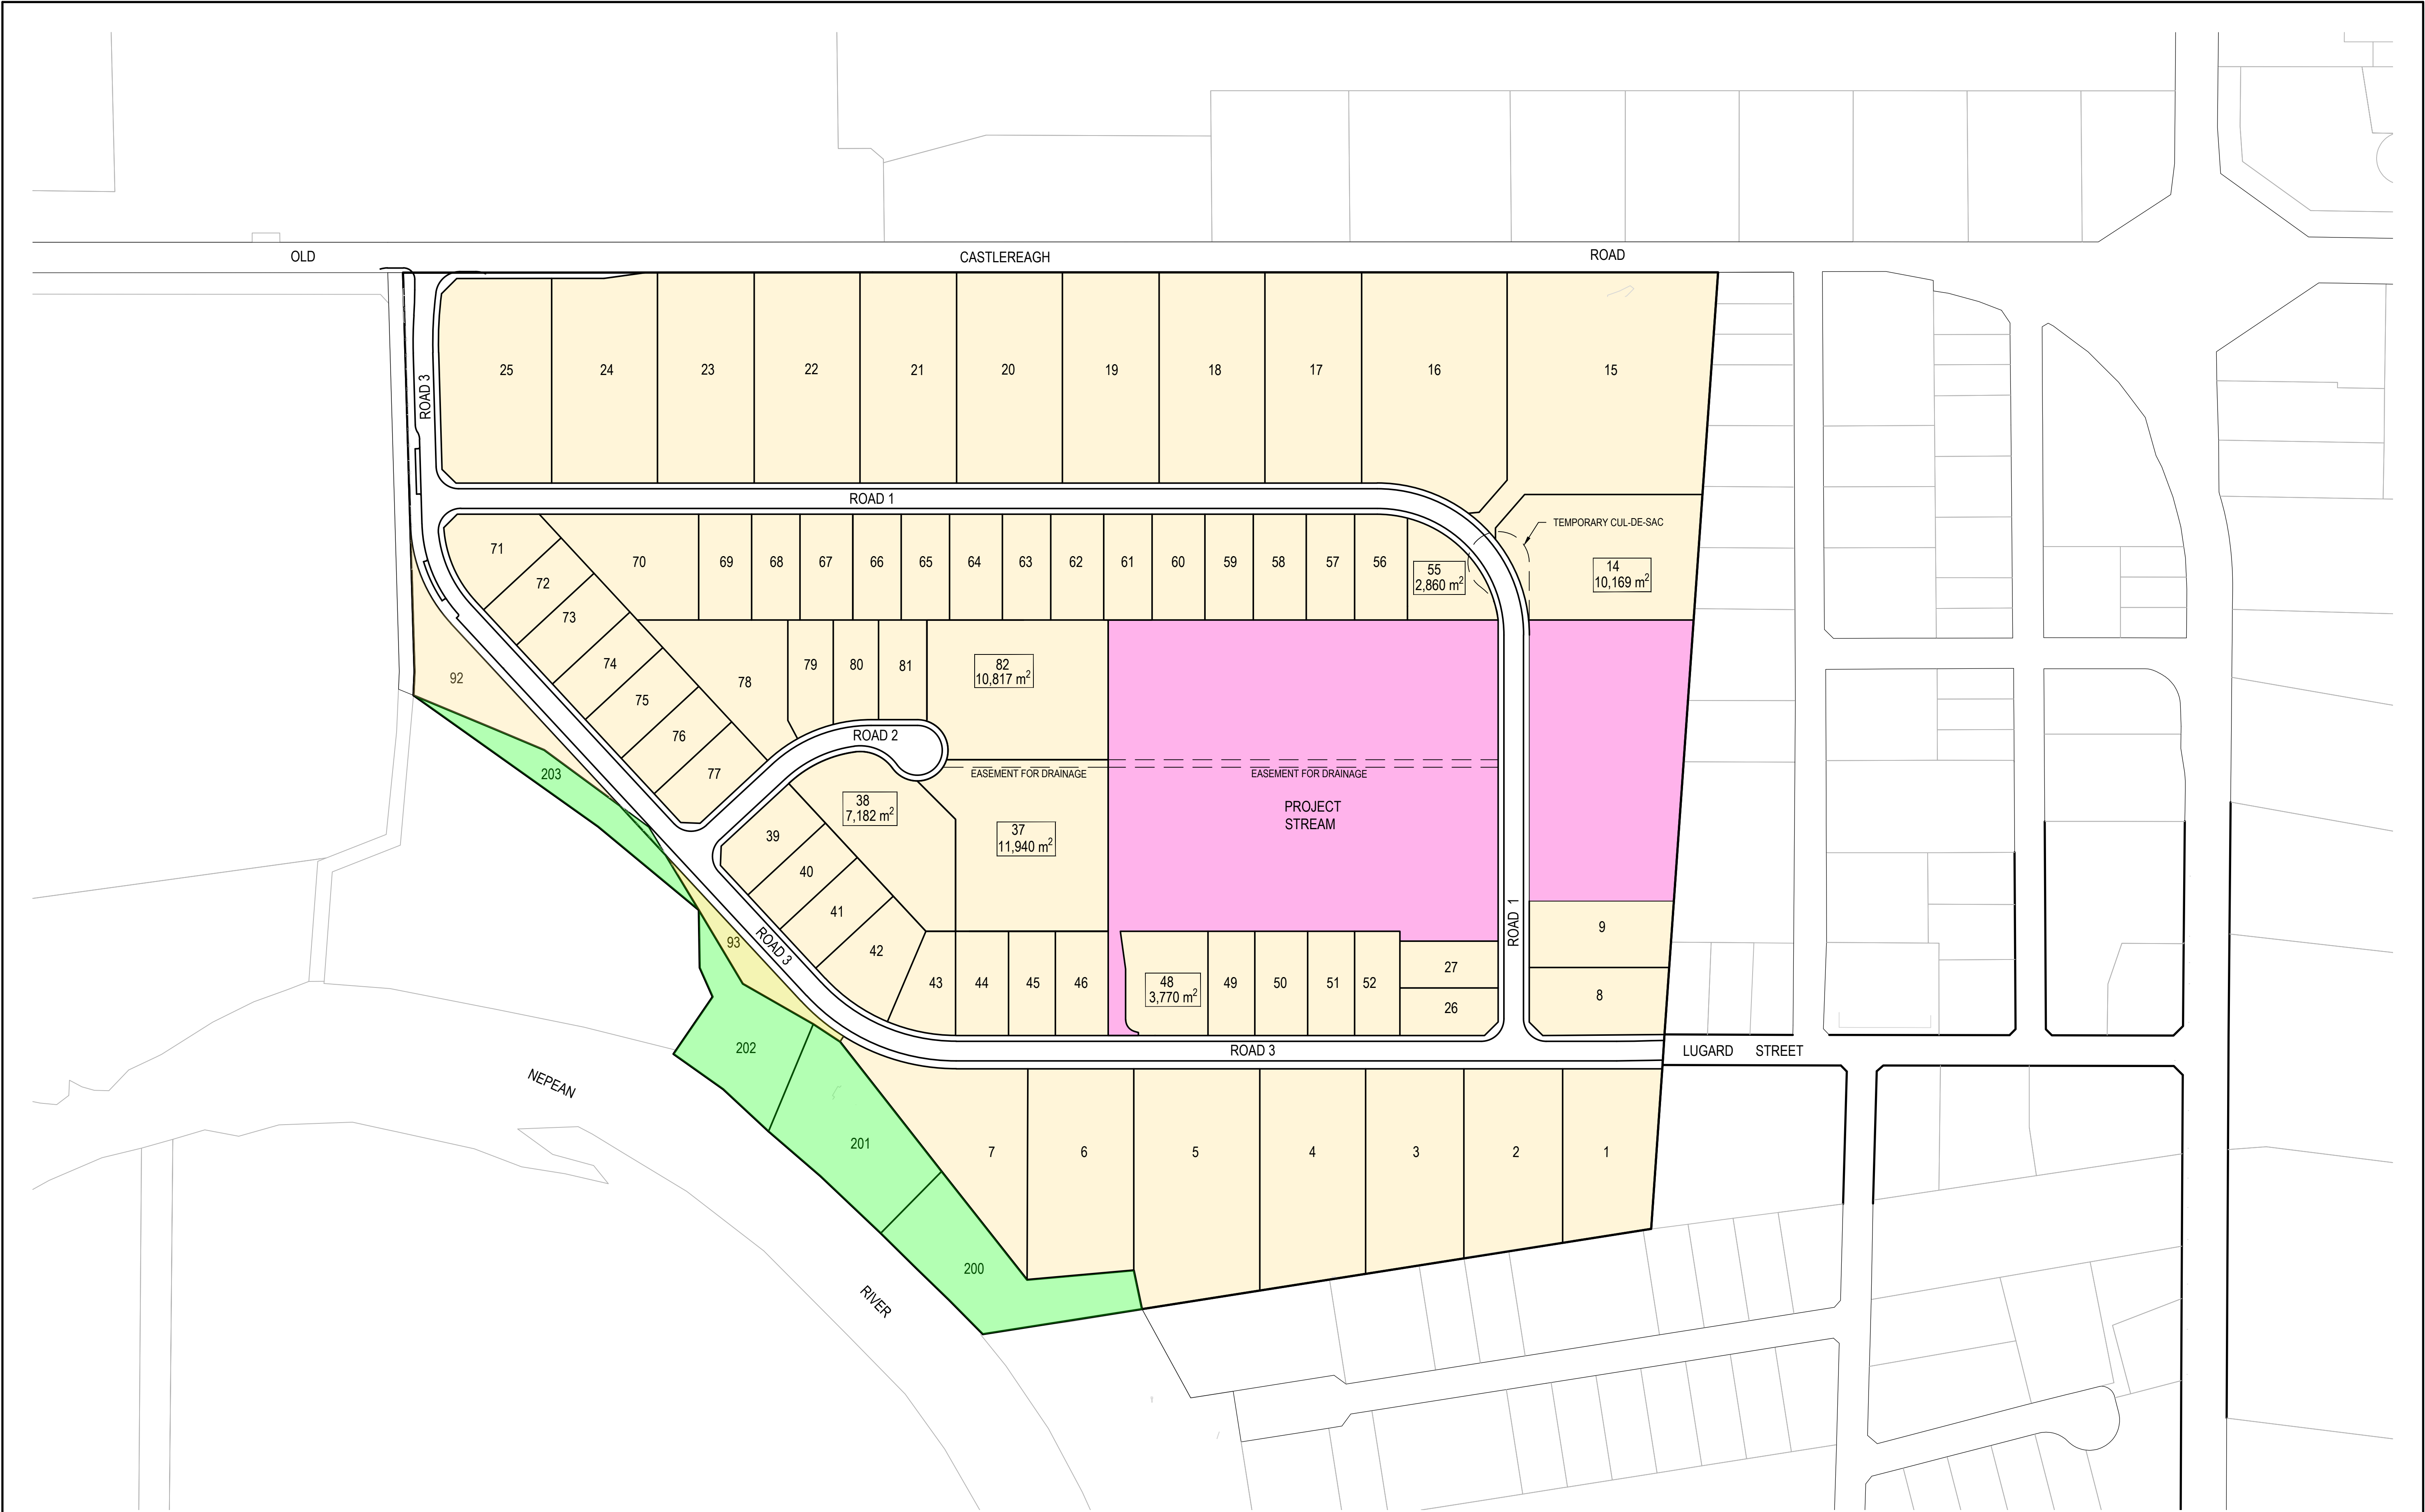 OLD CASTLEREAGH ROAD
25 24 23 22 21 20 19 18 17 16 15
ROAD 3
ROAD 1
TEMPORARY CUL-DE-SAC
71 70 69 68 67 66 65 64 63 62 61 60 59 58 57 56
55
2,860 m²
14
10,169 m²
72
73
74
75
76
77
78 79 80 81
82
10,817 m²
92
203
ROAD 2
EASEMENT FOR DRAINAGE
EASEMENT FOR DRAINAGE
PROJECT
STREAM
38
7,182 m²
37
11,940 m²
39
40
41
42
93
ROAD 3
ROAD 1
9
8
27
26
43 44 45 46
48
3,770 m²
49 50 51 52
ROAD 3
LUGARD STREET
202
201
200
7 6 5 4 3 2 1
NEPEAN
RIVER